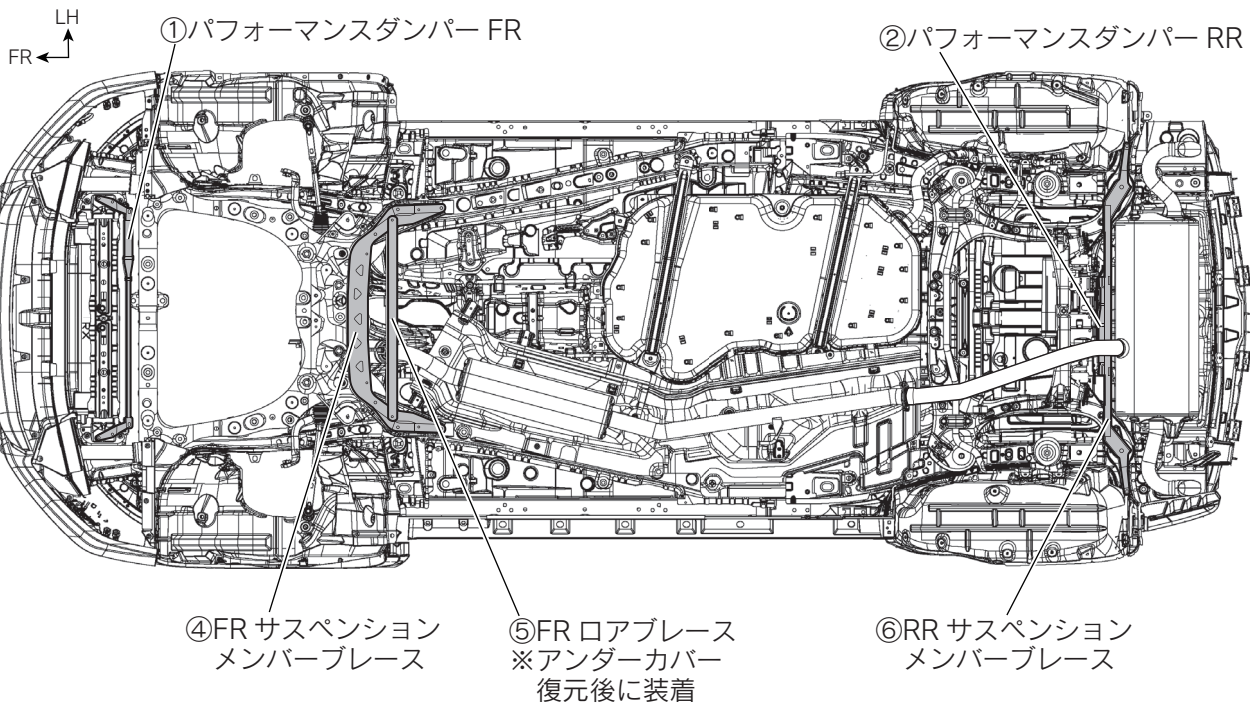 LH
FR
①パフォーマンスダンパー FR
②パフォーマンスダンパー RR
RX
④FR サスペンション
メンバーブレース
⑤FR ロアブレース
※アンダーカバー
復元後に装着
⑥RR サスペンション
メンバーブレース